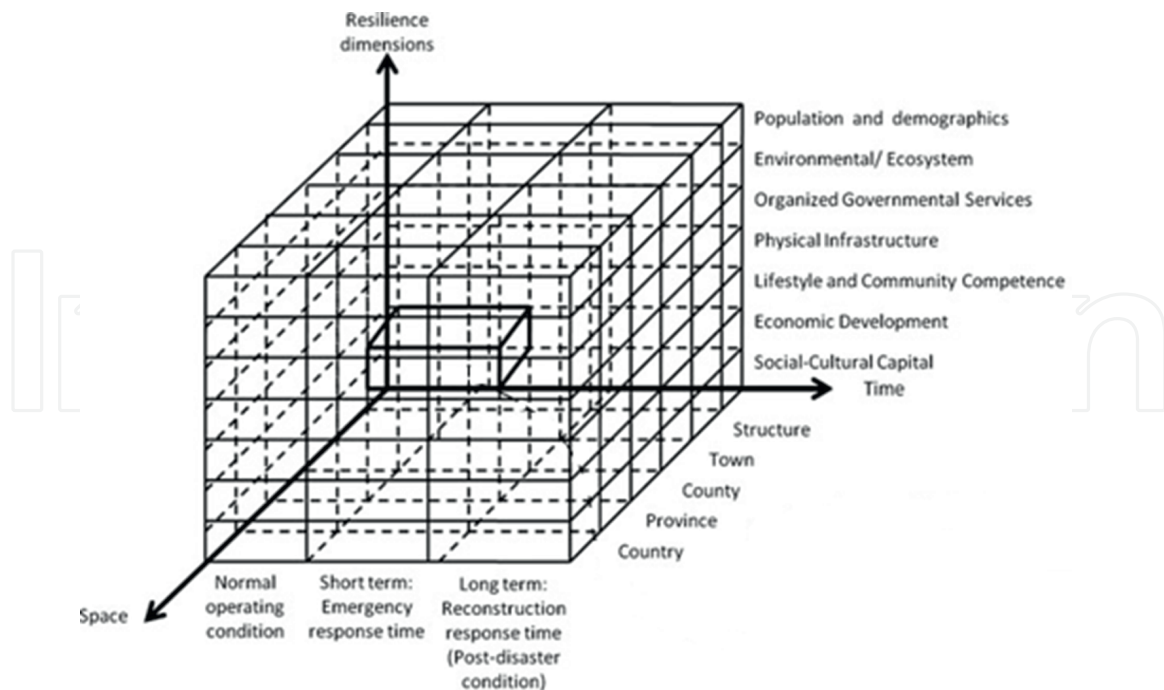 Resilience
dimensions
Population and demographics
Environmental/ Ecosystem
Organized Governmental Services
Physical Infrastructure
Lifestyle and Community Competence
Economic Development
Social-Cultural Capital
Time
Structure
Town
County
Province
Country
Space
Normal
operating
condition
Short term:
Emergency
response time
Long term:
Reconstruction
response time
(Post-disaster
condition)